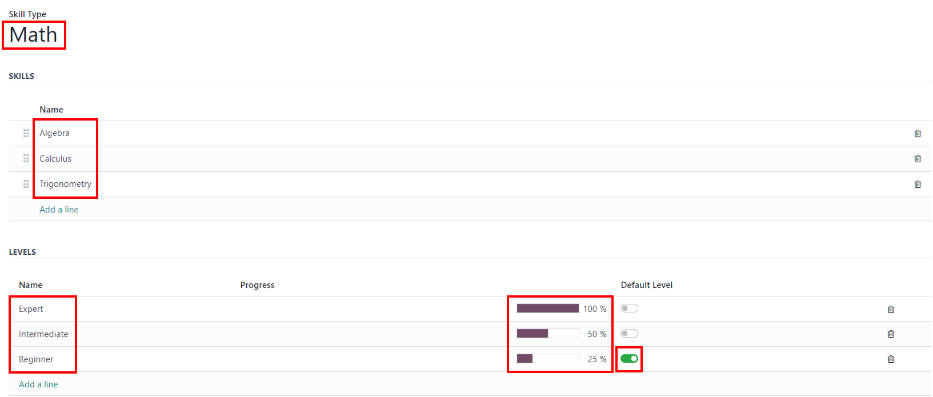 Skill Type
Math
SKILLS
Name
Algebra
Calculus
Trigonometry
Add a line
LEVELS
Name Progress Default Level
Expert 100 %
Intermediate 50 %
Beginner 25 %
Add a line